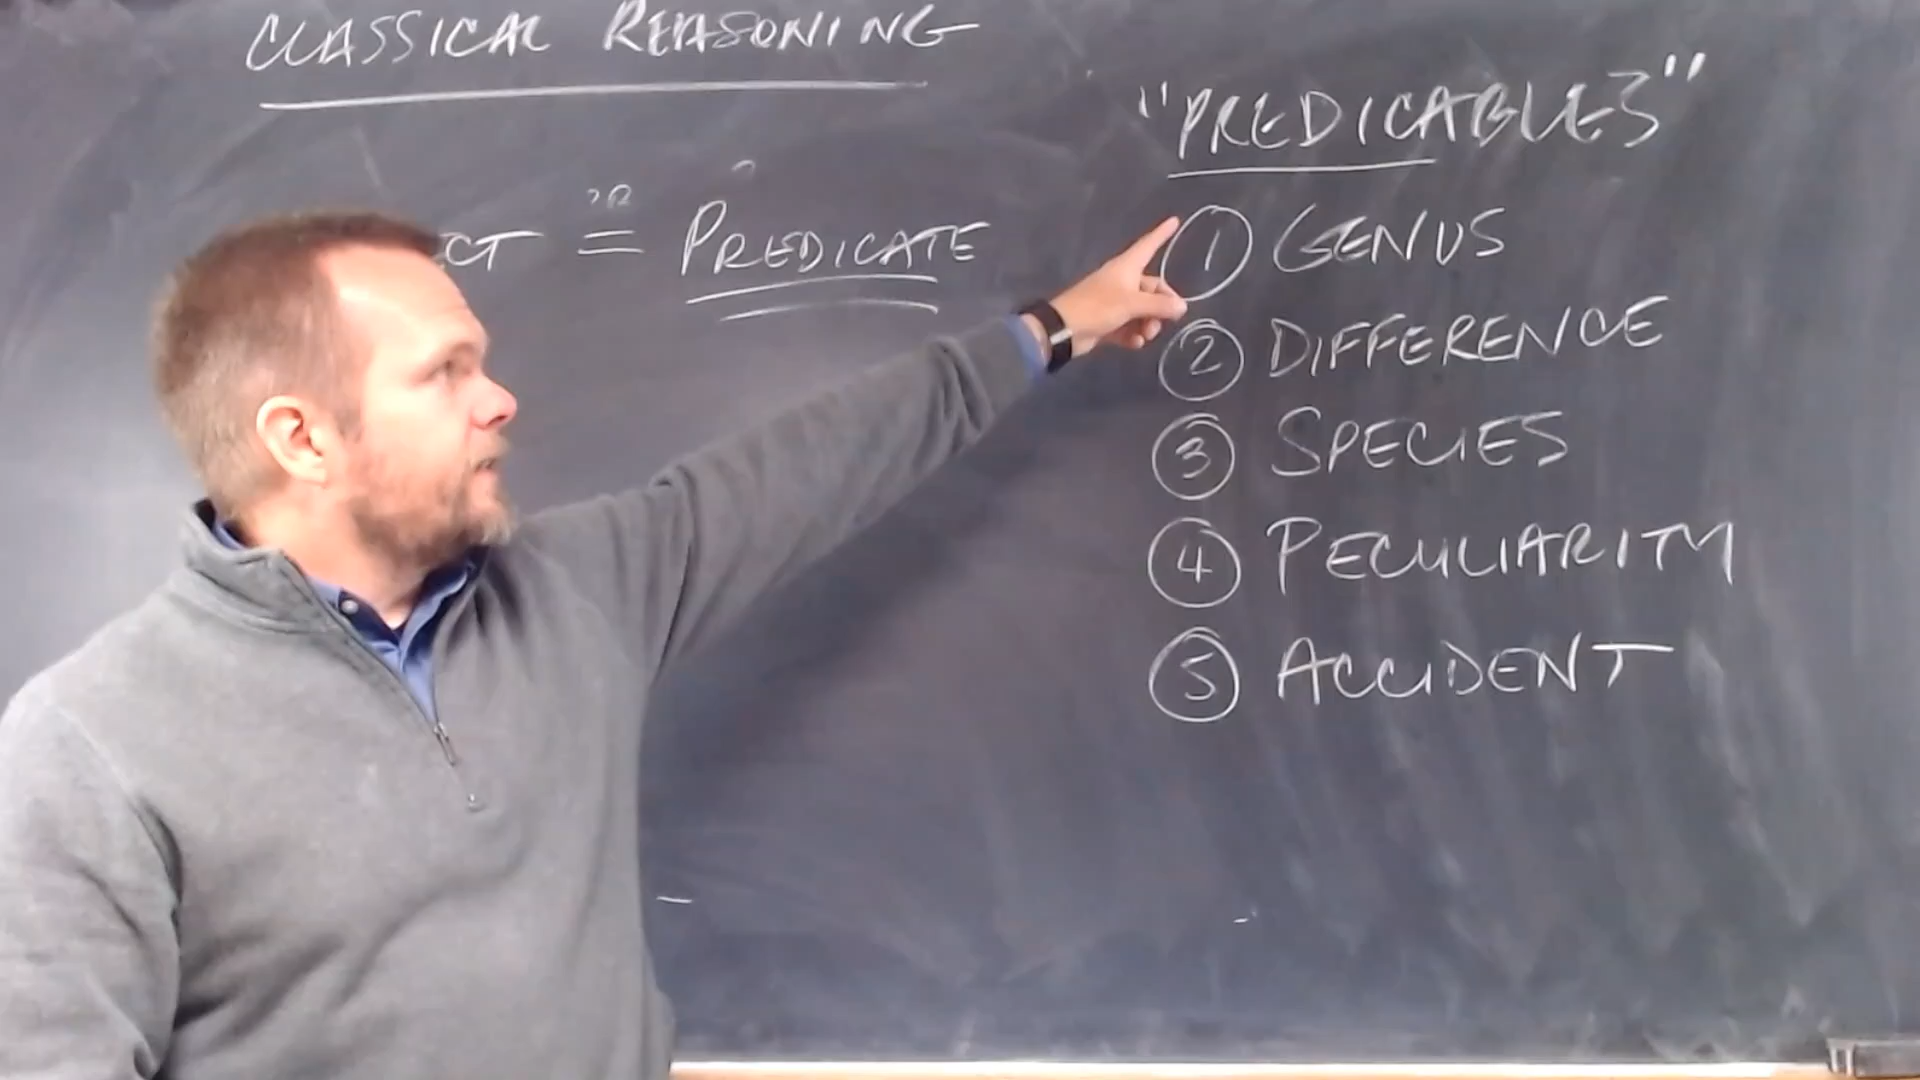 CLASSICAL REASONING
= PREDICATE
"PREDICABLES"
① GENUS
② DIFFERENCE
③ SPECIES
④ PECULIARITY
⑤ ACCIDENT